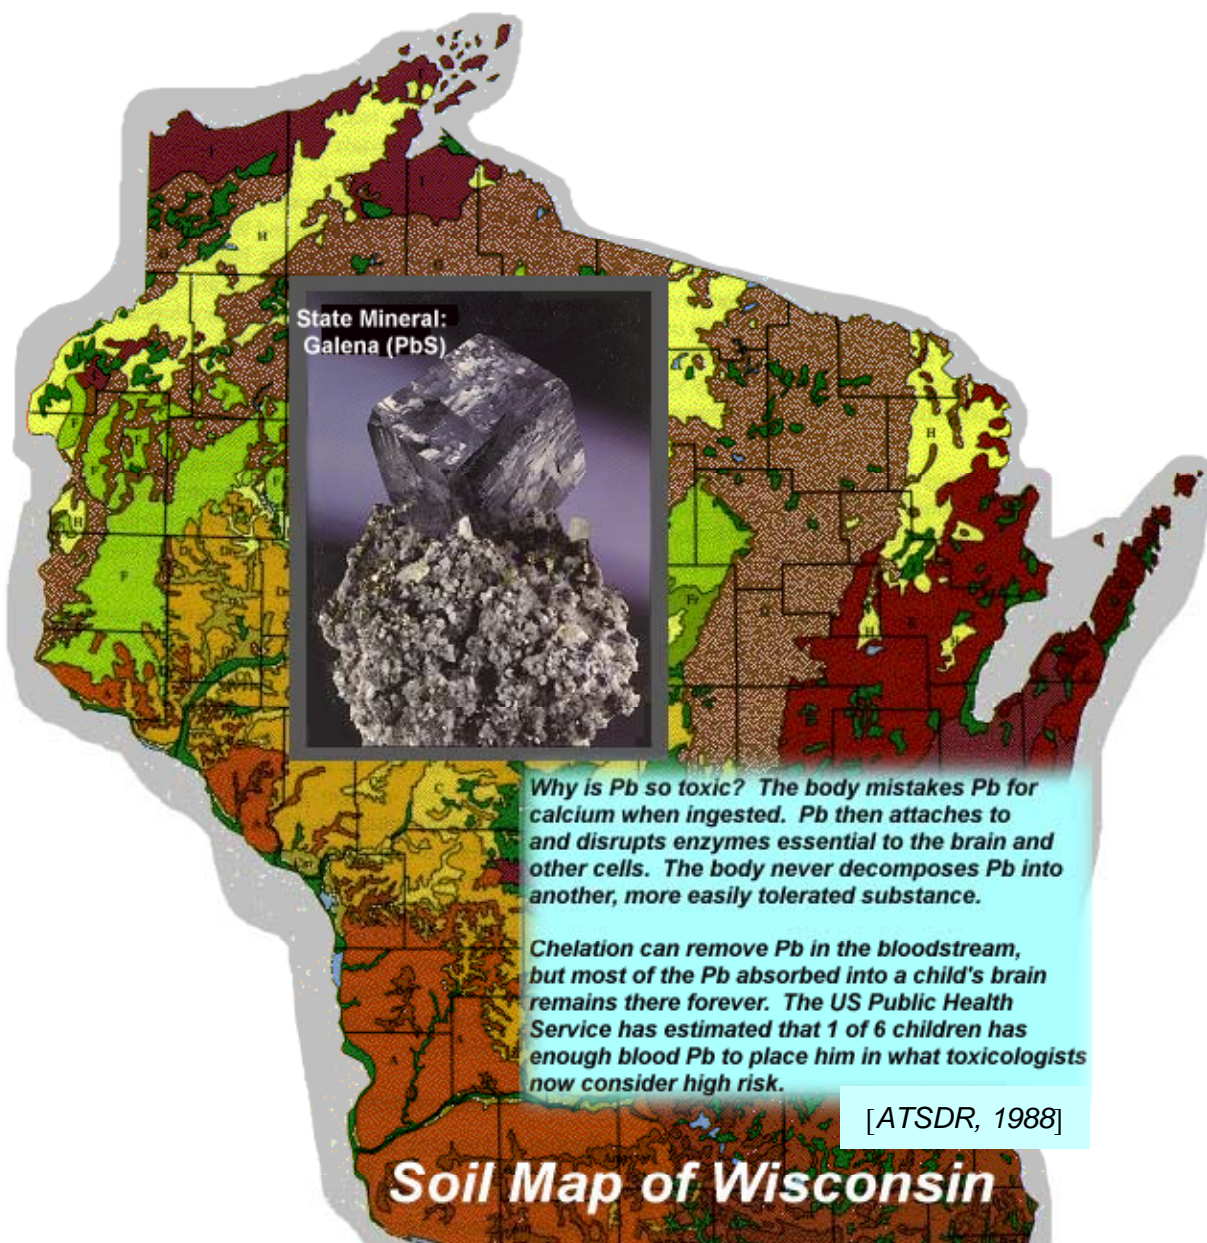 State Mineral:
Galena (PbS)
Why is Pb so toxic?  The body mistakes Pb for
calcium when ingested.  Pb then attaches to
and disrupts enzymes essential to the brain and
other cells.  The body never decomposes Pb into
another, more easily tolerated substance.
Chelation can remove Pb in the bloodstream,
but most of the Pb absorbed into a child's brain
remains there forever.  The US Public Health
Service has estimated that 1 of 6 children has
enough blood Pb to place him in what toxicologists
now consider high risk.
[ATSDR, 1988]
Soil Map of Wisconsin
H
G
F
F
F
H
F
H
H
Fr
E
A
A